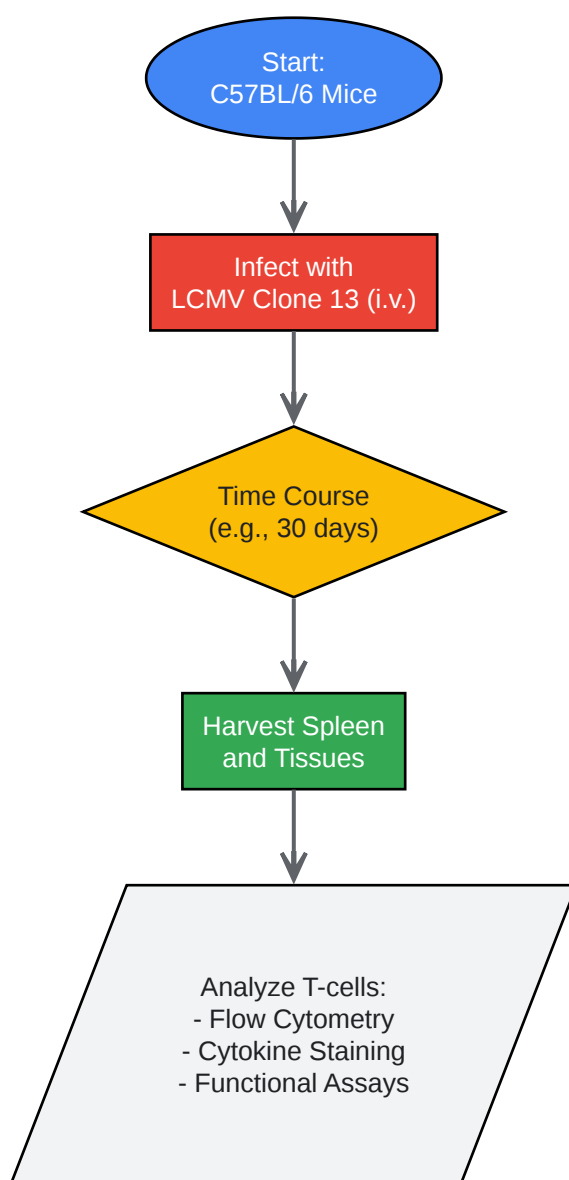 Start:
C57BL/6 Mice
Infect with
LCMV Clone 13 (i.v.)
Time Course
(e.g., 30 days)
Harvest Spleen
and Tissues
Analyze T-cells:
- Flow Cytometry
- Cytokine Staining
- Functional Assays